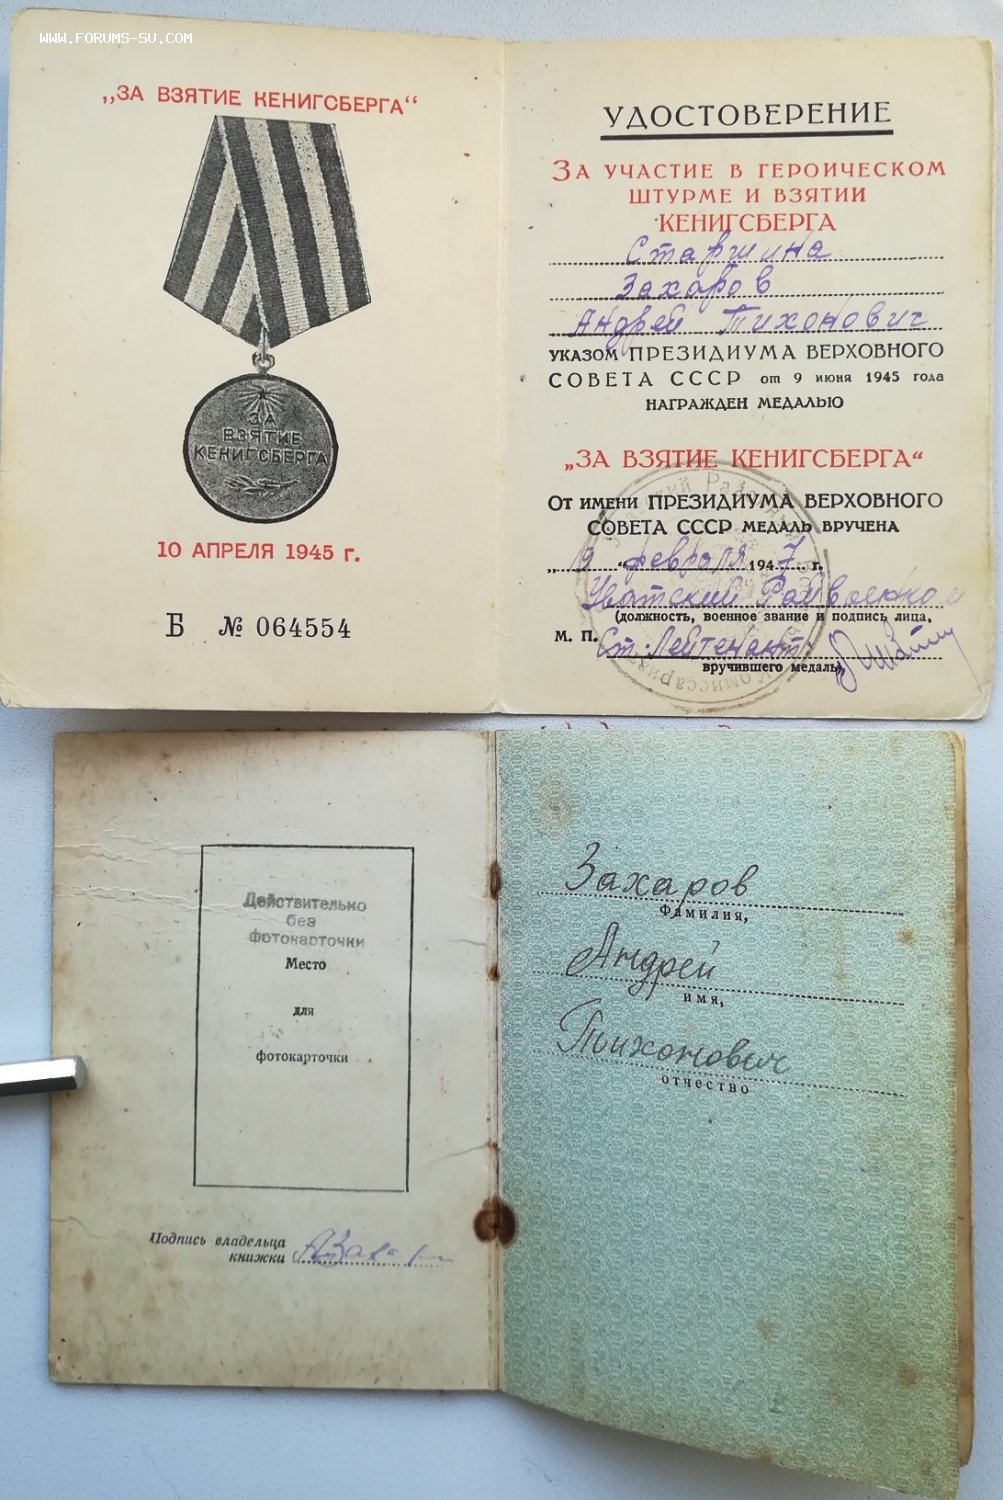 WWW.FORUMS-SU.COM
„ЗА ВЗЯТИЕ КЕНИГСБЕРГА“
ЗА
ВЗЯТИЕ
КЕНИГСБЕРГА
10 АПРЕЛЯ 1945 г.
Б № 064554
УДОСТОВЕРЕНИЕ
ЗА УЧАСТИЕ В ГЕРОИЧЕСКОМ
ШТУРМЕ И ВЗЯТИИ
КЕНИГСБЕРГА
Старшина
Захаров
Андрей Тихонович
УКАЗОМ ПРЕЗИДИУМА ВЕРХОВНОГО
СОВЕТА СССР от 9 июня 1945 года
НАГРАЖДЕН МЕДАЛЬЮ
„ЗА ВЗЯТИЕ КЕНИГСБЕРГА“
От имени ПРЕЗИДИУМА ВЕРХОВНОГО
СОВЕТА СССР МЕДАЛЬ ВРУЧЕНА
„19“ февраля 1947 г.
Уватский Райвоенком
(должность, военное звание и подпись лица,
М. П. Ст. Лейтенант
вручившего медаль)
Действительно
без
фотокарточки
Место
для
фотокарточки
Подпись владельца
книжки
Захаров
Фамилия,
Андрей
имя,
Тихонович
отчество